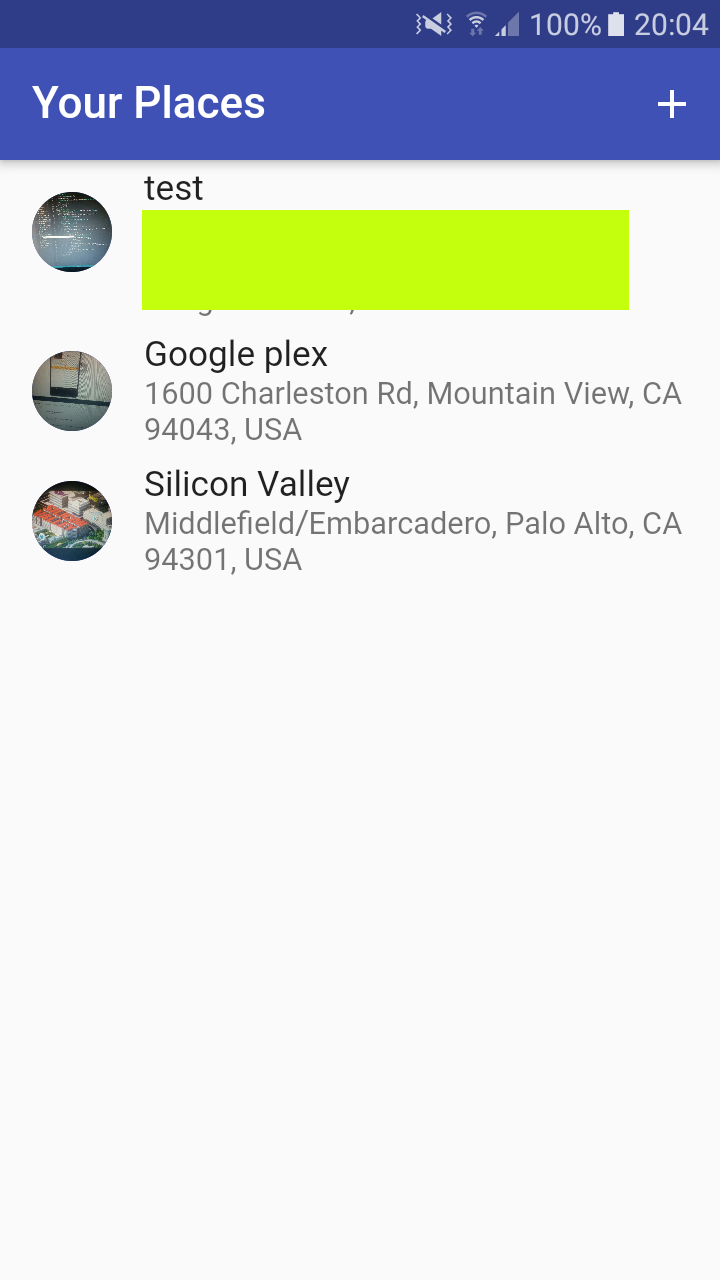 100% 20:04
Your Places
test
Google plex
1600 Charleston Rd, Mountain View, CA
94043, USA
Silicon Valley
Middlefield/Embarcadero, Palo Alto, CA
94301, USA